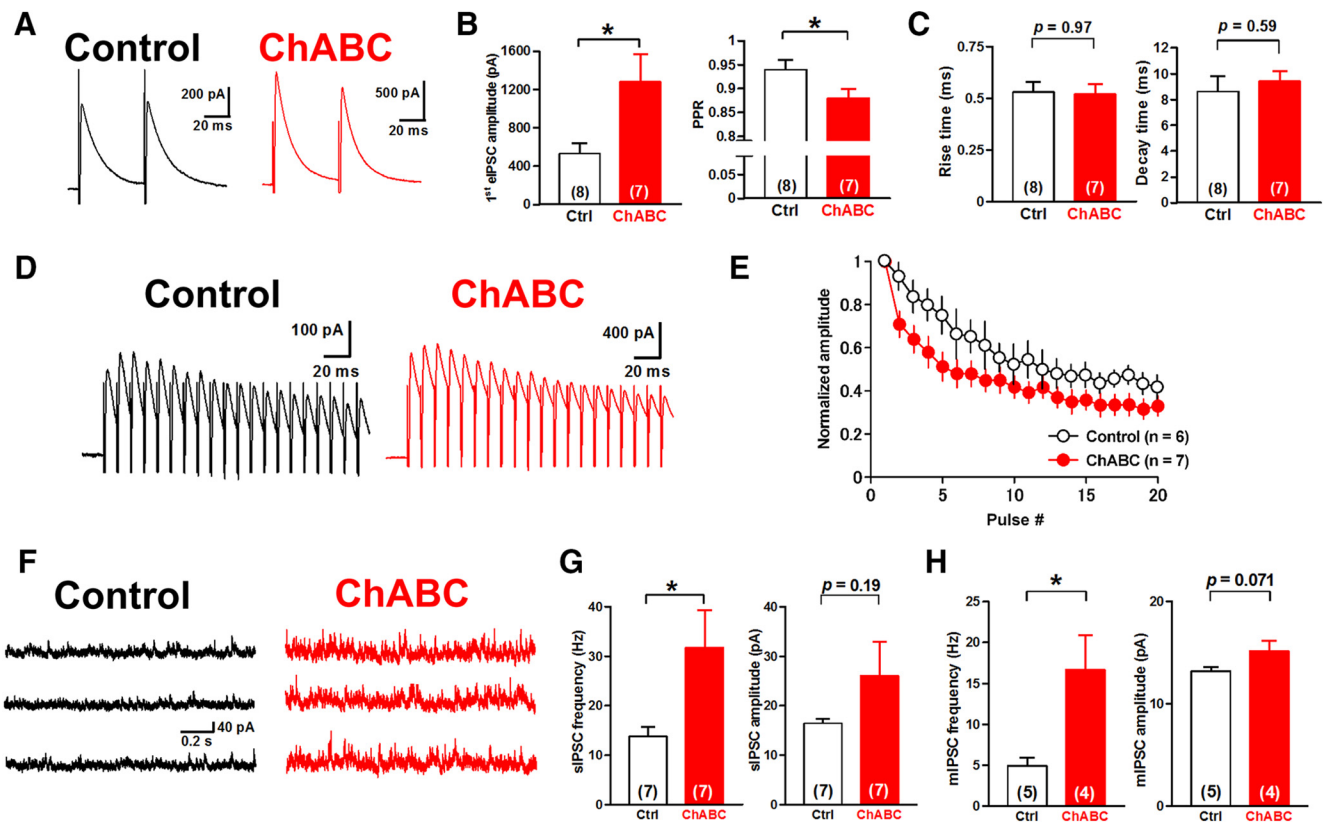 A
Control
ChABC
200 pA
20 ms
500 pA
20 ms
B
*
1st eIPSC amplitude (pA)
1600
1200
800
400
0
(8)
(7)
Ctrl
ChABC
*
PPR
1
0.95
0.9
0.85
0.8
0.05
0
(8)
(7)
Ctrl
ChABC
C
p = 0.97
Rise time (ms)
0.75
0.5
0.25
0
(8)
(7)
Ctrl
ChABC
p = 0.59
Decay time (ms)
12
10
8
6
4
2
0
(8)
(7)
Ctrl
ChABC
D
Control
ChABC
100 pA
20 ms
400 pA
20 ms
E
Normalized amplitude
1
0.8
0.6
0.4
0.2
0
0
5
10
15
20
Pulse #
Control (n = 6)
ChABC (n = 7)
F
Control
ChABC
40 pA
0.2 s
G
*
sIPSC frequency (Hz)
40
30
20
10
0
(7)
(7)
Ctrl
ChABC
p = 0.19
sIPSC amplitude (pA)
40
30
20
10
0
(7)
(7)
Ctrl
ChABC
H
*
mIPSC frequency (Hz)
25
20
15
10
5
0
(5)
(4)
Ctrl
ChABC
p = 0.071
mIPSC amplitude (pA)
20
10
0
(5)
(4)
Ctrl
ChABC